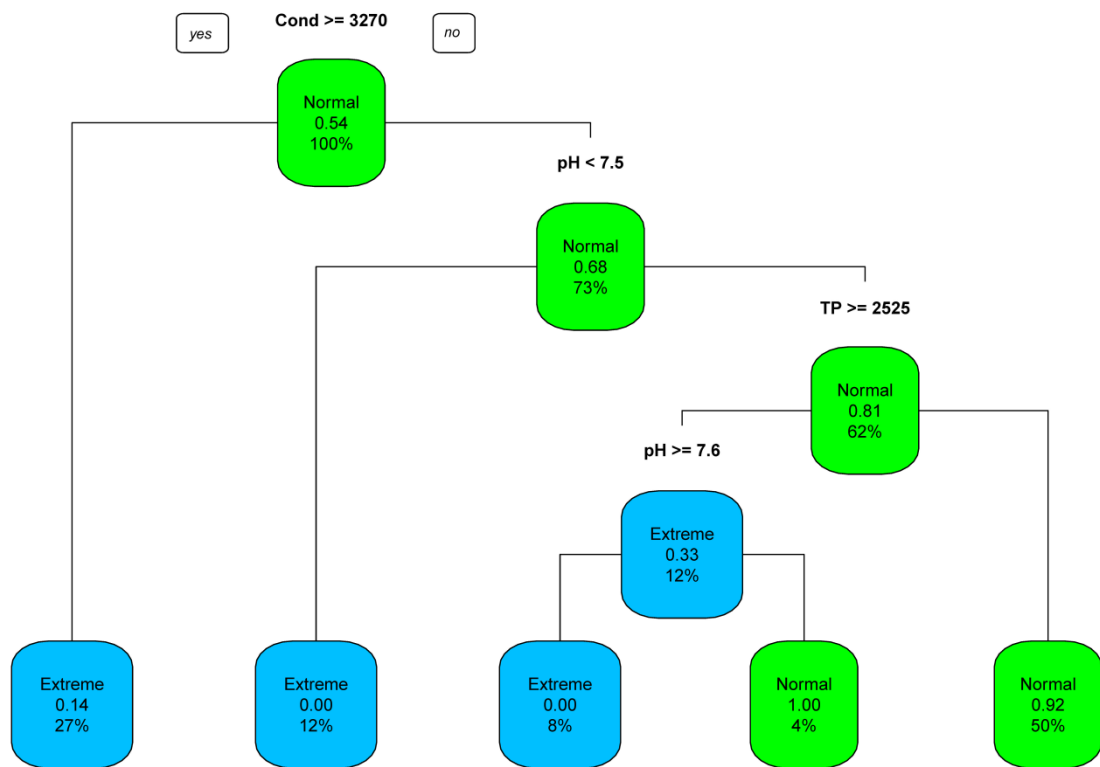 Cond >= 3270
yes
no
Normal
0.54
100%
pH < 7.5
Normal
0.68
73%
TP >= 2525
Normal
0.81
62%
pH >= 7.6
Extreme
0.33
12%
Extreme
0.14
27%
Extreme
0.00
12%
Extreme
0.00
8%
Normal
1.00
4%
Normal
0.92
50%